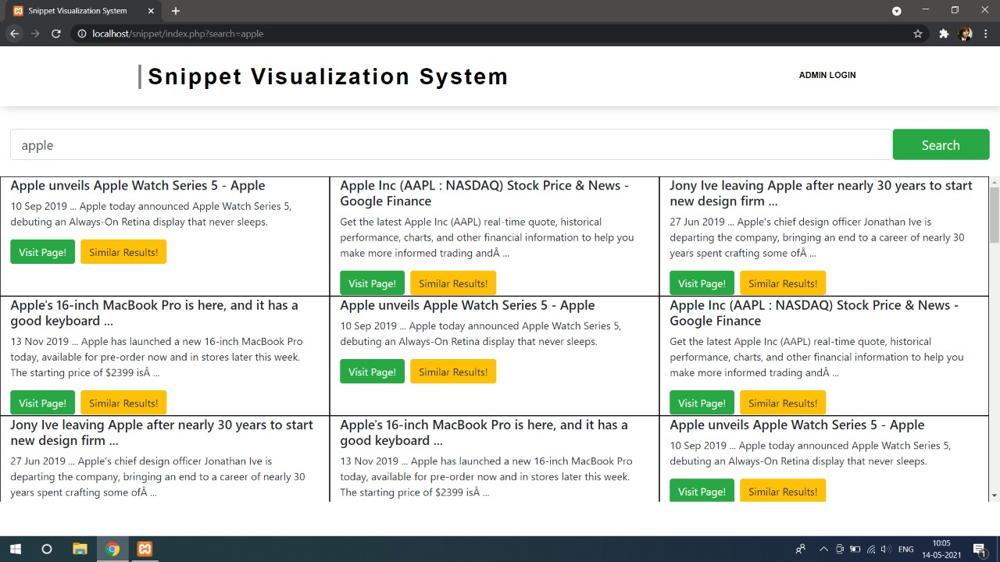 Snippet Visualization System
localhost/snippet/index.php?search=apple
Snippet Visualization System
ADMIN LOGIN
apple
Search
Apple unveils Apple Watch Series 5 - Apple
10 Sep 2019 ... Apple today announced Apple Watch Series 5,
debuting an Always-On Retina display that never sleeps.
Visit Page!
Similar Results!
Apple Inc (AAPL : NASDAQ) Stock Price & News -
Google Finance
Get the latest Apple Inc (AAPL) real-time quote, historical
performance, charts, and other financial information to help you
make more informed trading andÂ ...
Visit Page!
Similar Results!
Jony Ive leaving Apple after nearly 30 years to start
new design firm ...
27 Jun 2019 ... Apple's chief design officer Jonathan Ive is
departing the company, bringing an end to a career of nearly 30
years spent crafting some ofÂ ...
Visit Page!
Similar Results!
Apple's 16-inch MacBook Pro is here, and it has a
good keyboard ...
13 Nov 2019 ... Apple has launched a new 16-inch MacBook Pro
today, available for pre-order now and in stores later this week.
The starting price of $2399 isÂ ...
Visit Page!
Similar Results!
Apple unveils Apple Watch Series 5 - Apple
10 Sep 2019 ... Apple today announced Apple Watch Series 5,
debuting an Always-On Retina display that never sleeps.
Visit Page!
Similar Results!
Apple Inc (AAPL : NASDAQ) Stock Price & News -
Google Finance
Get the latest Apple Inc (AAPL) real-time quote, historical
performance, charts, and other financial information to help you
make more informed trading andÂ ...
Visit Page!
Similar Results!
Jony Ive leaving Apple after nearly 30 years to start
new design firm ...
27 Jun 2019 ... Apple's chief design officer Jonathan Ive is
departing the company, bringing an end to a career of nearly 30
years spent crafting some ofÂ ...
Apple's 16-inch MacBook Pro is here, and it has a
good keyboard ...
13 Nov 2019 ... Apple has launched a new 16-inch MacBook Pro
today, available for pre-order now and in stores later this week.
The starting price of $2399 isÂ ...
Apple unveils Apple Watch Series 5 - Apple
10 Sep 2019 ... Apple today announced Apple Watch Series 5,
debuting an Always-On Retina display that never sleeps.
Visit Page!
Similar Results!
ENG
10:05
14-05-2021
1